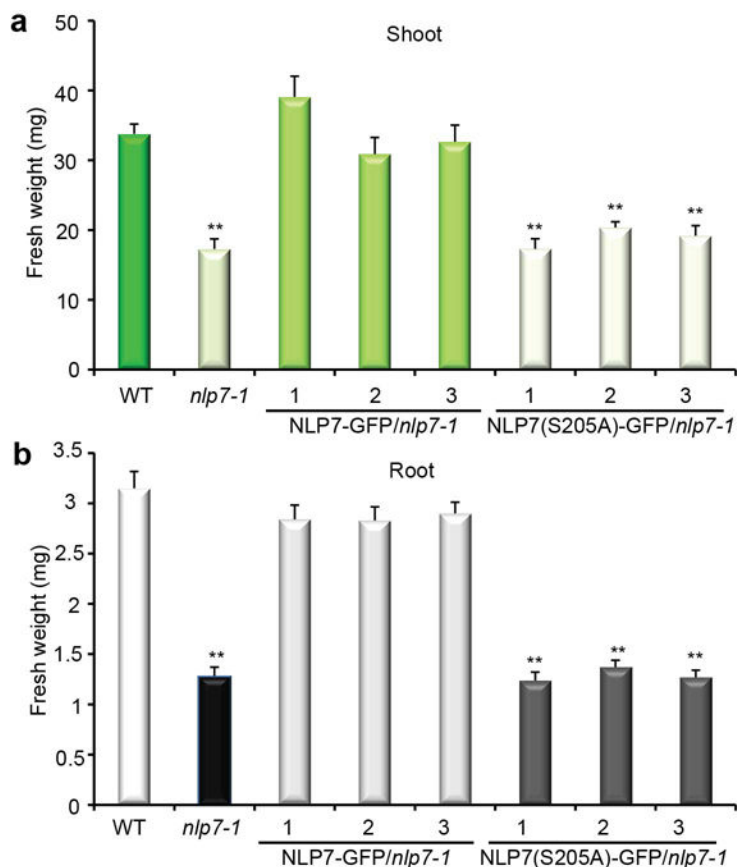 a
Shoot
Fresh weight (mg)
50
40
30
20
10
0
**
**
**
**
WT nlp7-1 1 2 3 1 2 3
NLP7-GFP/nlp7-1 NLP7(S205A)-GFP/nlp7-1
b
Root
Fresh weight (mg)
3.5
3
2.5
2
1.5
1
0.5
0
**
**
**
**
WT nlp7-1 1 2 3 1 2 3
NLP7-GFP/nlp7-1 NLP7(S205A)-GFP/nlp7-1